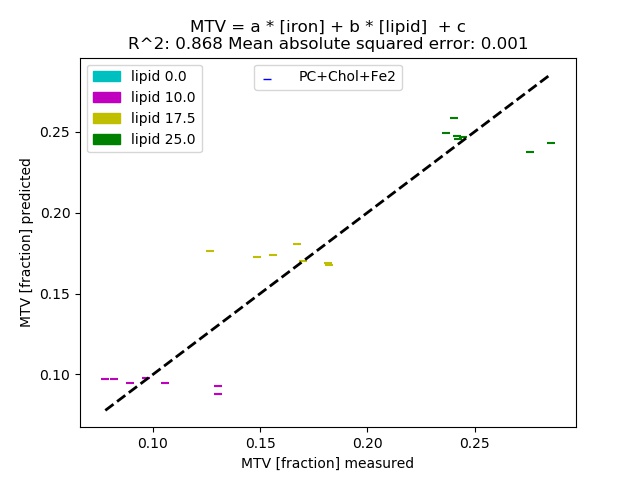 MTV = a * [iron] + b * [lipid]  + c
R^2: 0.868 Mean absolute squared error: 0.001
lipid 0.0
lipid 10.0
lipid 17.5
lipid 25.0
PC+Chol+Fe2
MTV [fraction] predicted
0.25
0.20
0.15
0.10
0.10 0.15 0.20 0.25
MTV [fraction] measured